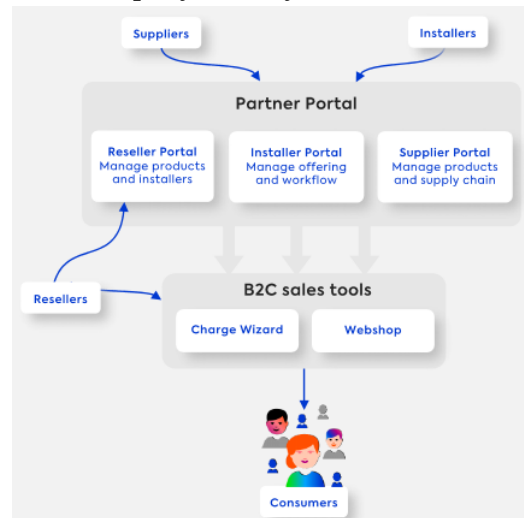 Suppliers
Installers
Partner Portal
Reseller Portal
Manage products
and installers
Installer Portal
Manage offering
and workflow
Supplier Portal
Manage products
and supply chain
Resellers
B2C sales tools
Charge Wizard
Webshop
Consumers